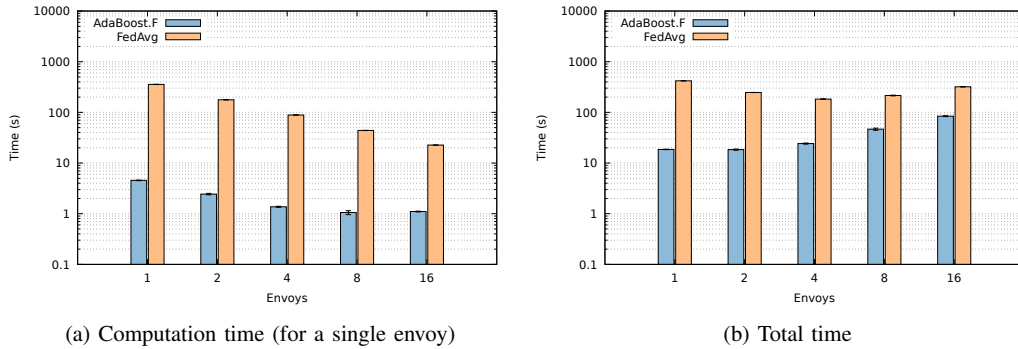 10000
1000
100
10
1
0.1
Time (s)
AdaBoost.F
FedAvg
1 2 4 8 16
Envoys
(a) Computation time (for a single envoy)
10000
1000
100
10
1
0.1
Time (s)
AdaBoost.F
FedAvg
1 2 4 8 16
Envoys
(b) Total time